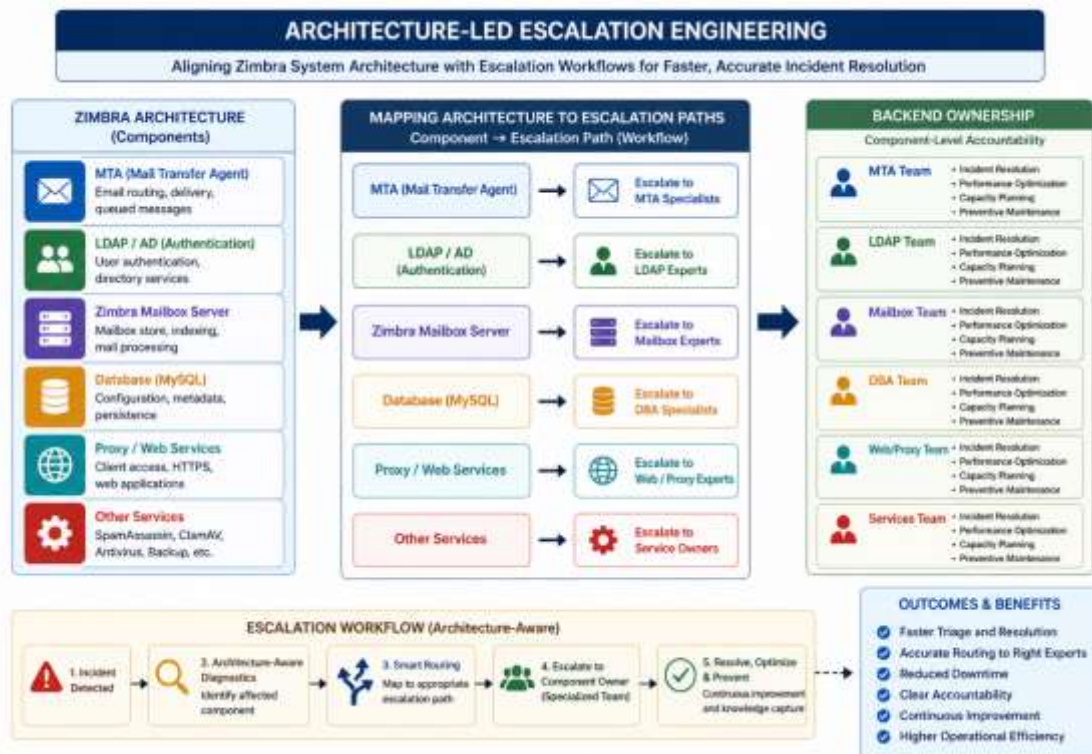 ARCHITECTURE-LED ESCALATION ENGINEERING
Aligning Zimbra System Architecture with Escalation Workflows for Faster, Accurate Incident Resolution
ZIMBRA ARCHITECTURE
(Components)
MTA (Mail Transfer Agent)
Email routing, delivery,
queued messages
LDAP / AD (Authentication)
User authentication,
directory services
Zimbra Mailbox Server
Mailbox store, indexing,
mail processing
Database (MySQL)
Configuration, metadata,
persistence
Proxy / Web Services
Client access, HTTPS,
web applications
Other Services
SpamAssassin, ClamAV,
Antivirus, Backup, etc.
MAPPING ARCHITECTURE TO ESCALATION PATHS
Component → Escalation Path (Workflow)
MTA (Mail Transfer Agent)
Escalate to
MTA Specialists
LDAP / AD
(Authentication)
Escalate to
LDAP Experts
Zimbra Mailbox Server
Escalate to
Mailbox Experts
Database (MySQL)
Escalate to
DBA Specialists
Proxy / Web Services
Escalate to
Web / Proxy Experts
Other Services
Escalate to
Service Owners
BACKEND OWNERSHIP
Component-Level Accountability
MTA Team
→ Incident Resolution
→ Performance Optimization
→ Capacity Planning
→ Preventive Maintenance
LDAP Team
→ Incident Resolution
→ Performance Optimization
→ Capacity Planning
→ Preventive Maintenance
Mailbox Team
→ Incident Resolution
→ Performance Optimization
→ Capacity Planning
→ Preventive Maintenance
DBA Team
→ Incident Resolution
→ Performance Optimization
→ Capacity Planning
→ Preventive Maintenance
Web/Proxy Team
→ Incident Resolution
→ Performance Optimization
→ Capacity Planning
→ Preventive Maintenance
Services Team
→ Incident Resolution
→ Performance Optimization
→ Capacity Planning
→ Preventive Maintenance
ESCALATION WORKFLOW (Architecture-Aware)
1. Incident
Detected
2. Architecture-Aware
Diagnostics
Identify affected
component
3. Smart Routing
Map to appropriate
escalation path
4. Escalate to
Component Owner
(Specialized Team)
5. Resolve, Optimize
& Prevent
Continuous improvement
and knowledge capture
OUTCOMES & BENEFITS
Faster Triage and Resolution
Accurate Routing to Right Experts
Reduced Downtime
Clear Accountability
Continuous Improvement
Higher Operational Efficiency